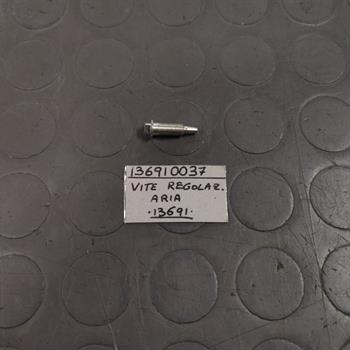 136910037
VITE REGOLAZ.
ARIA
·13691·